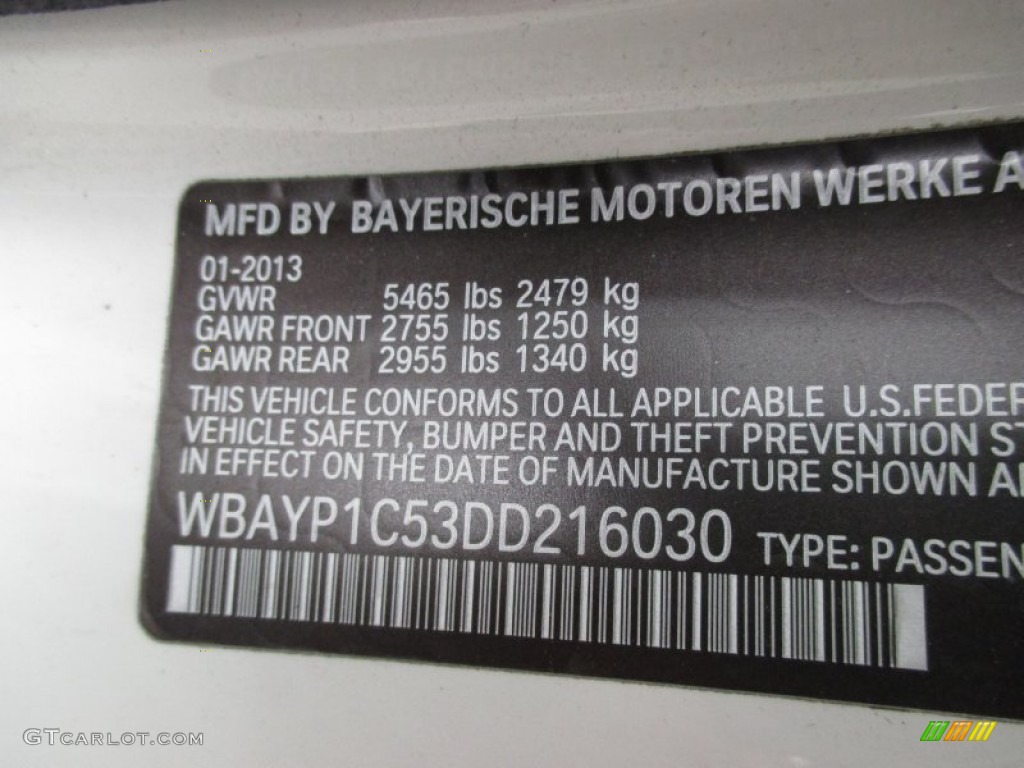 MFD BY BAYERISCHE MOTOREN WERKE A
01-2013
GVWR 5465 lbs 2479 kg
GAWR FRONT 2755 lbs 1250 kg
GAWR REAR 2955 lbs 1340 kg
THIS VEHICLE CONFORMS TO ALL APPLICABLE U.S.FEDER
VEHICLE SAFETY, BUMPER AND THEFT PREVENTION ST
IN EFFECT ON THE DATE OF MANUFACTURE SHOWN A
WBAYP1C53DD216030 TYPE: PASSEN
GTCARLOT.COM